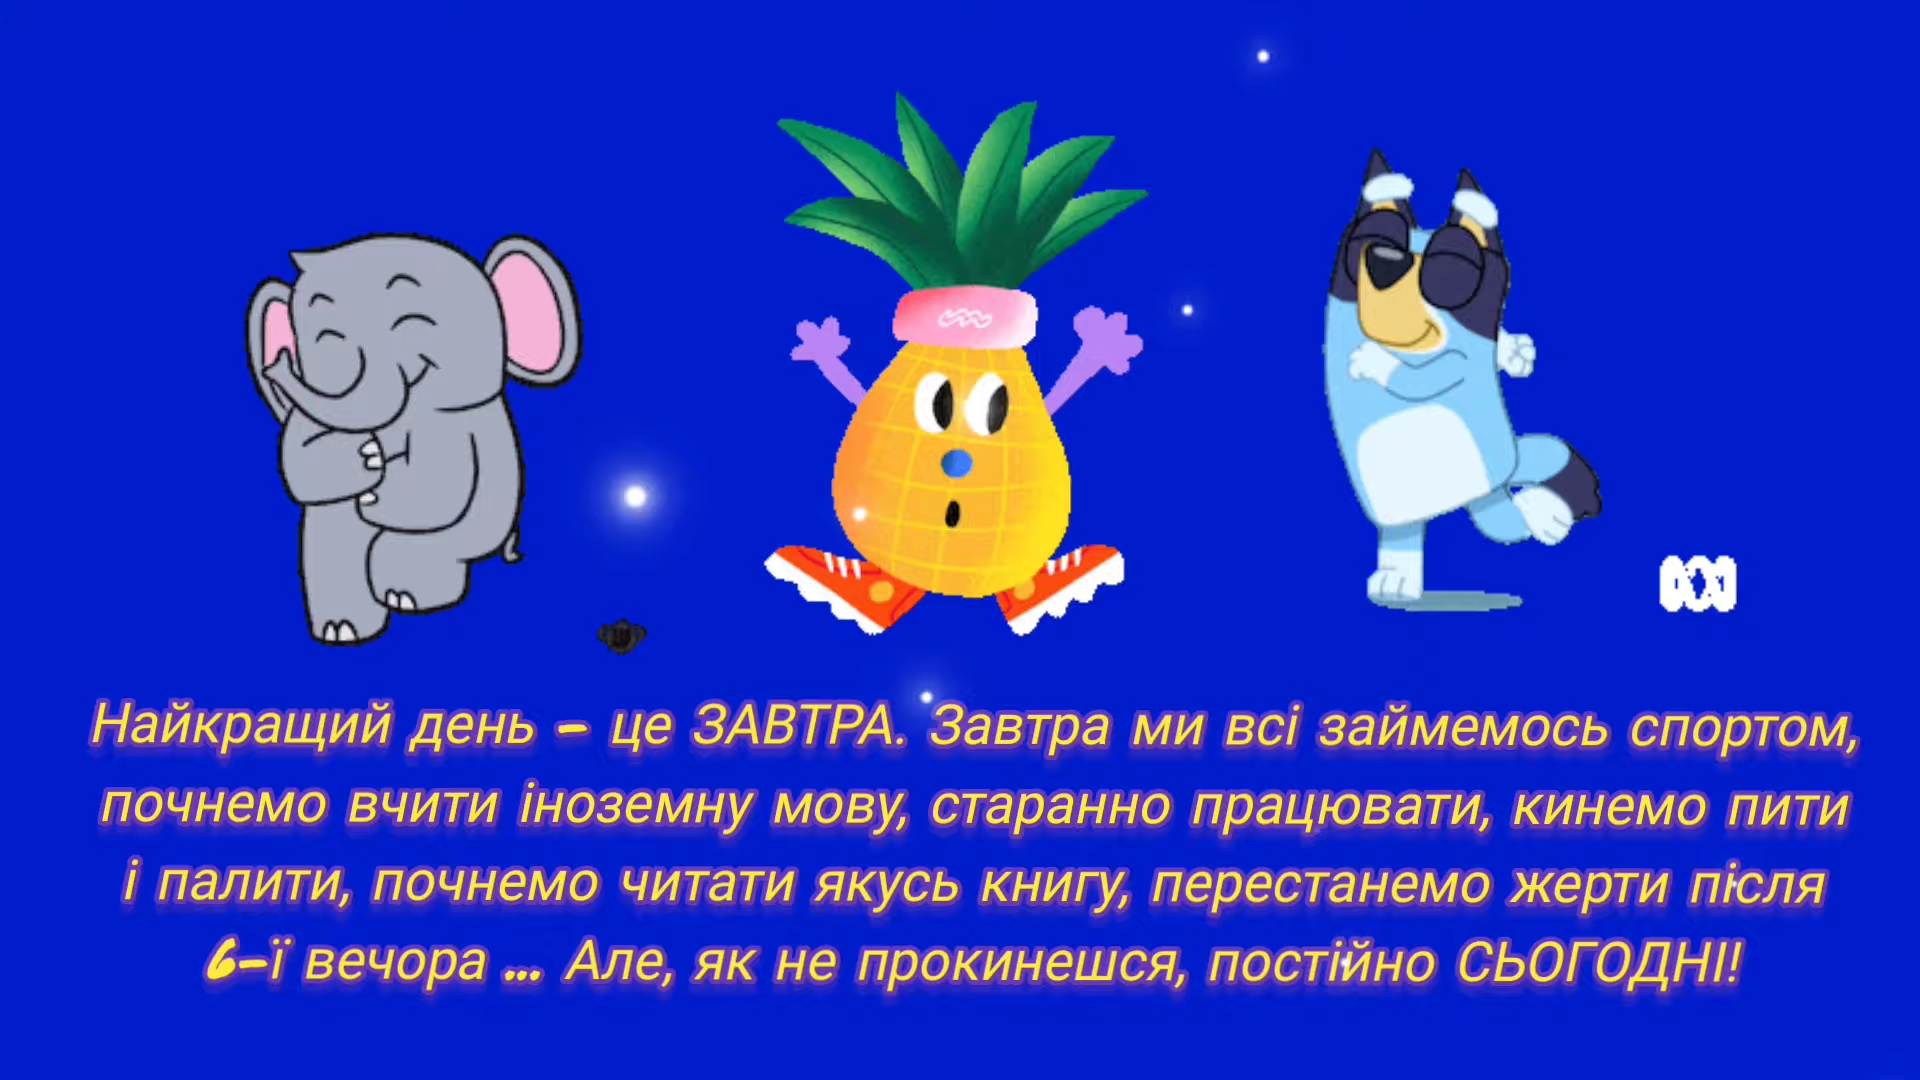 Найкращий день – це ЗАВТРА. Завтра ми всі займемось спортом,
почнемо вчити іноземну мову, старанно працювати, кинемо пити
і палити, почнемо читати якусь книгу, перестанемо жерти після
6-ї вечора ... Але, як не прокинешся, постійно СЬОГОДНІ!